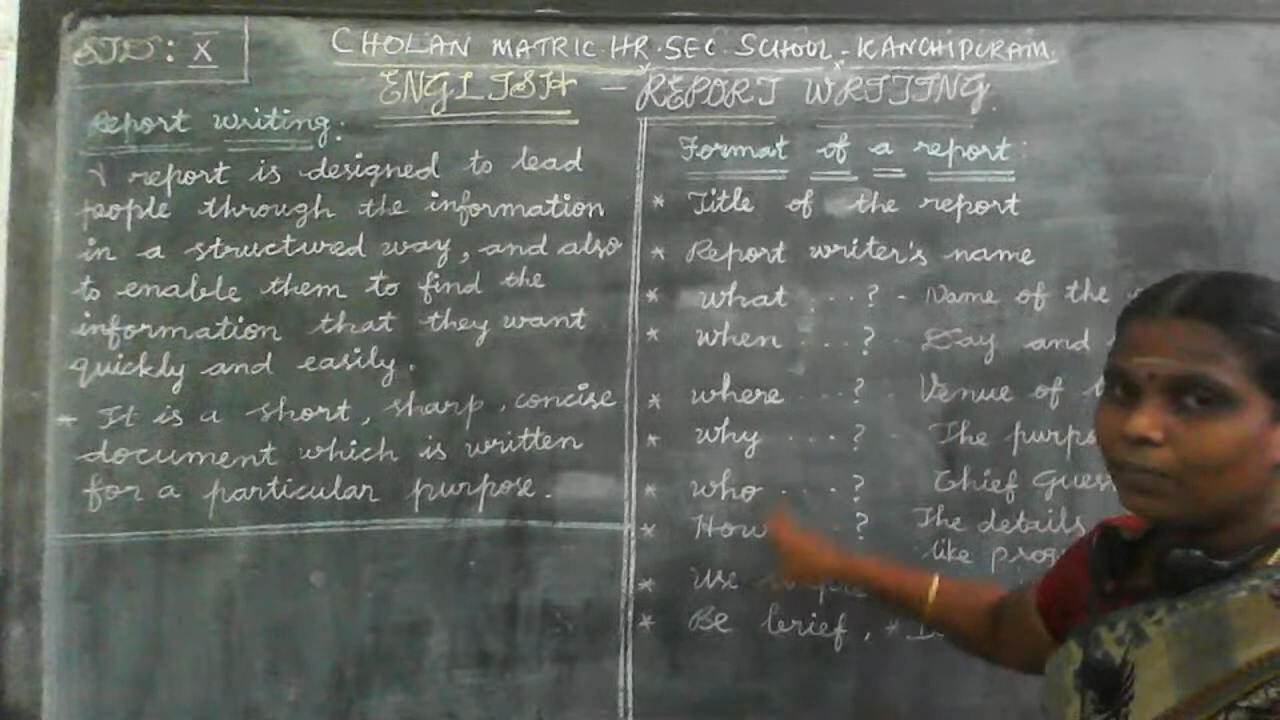 STD: X
CHOLAN MATRIC HR. SEC SCHOOL - KANCHIPURAM.
ENGLISH - REPORT WRITING.
Report writing:
A report is designed to lead
people through the information
in a structured way, and also
to enable them to find the
information that they want
quickly and easily.
- It is a short, sharp, concise
document which is written
for a particular purpose.
Format of a report:
* Title of the report
* Report writer's name
* what ...? - Name of the
* when ...? - Day and
* where ...? - Venue of
* why ...? - The
* who ...? Chief
* How ...? The details
like
* Use
* Be brief, *